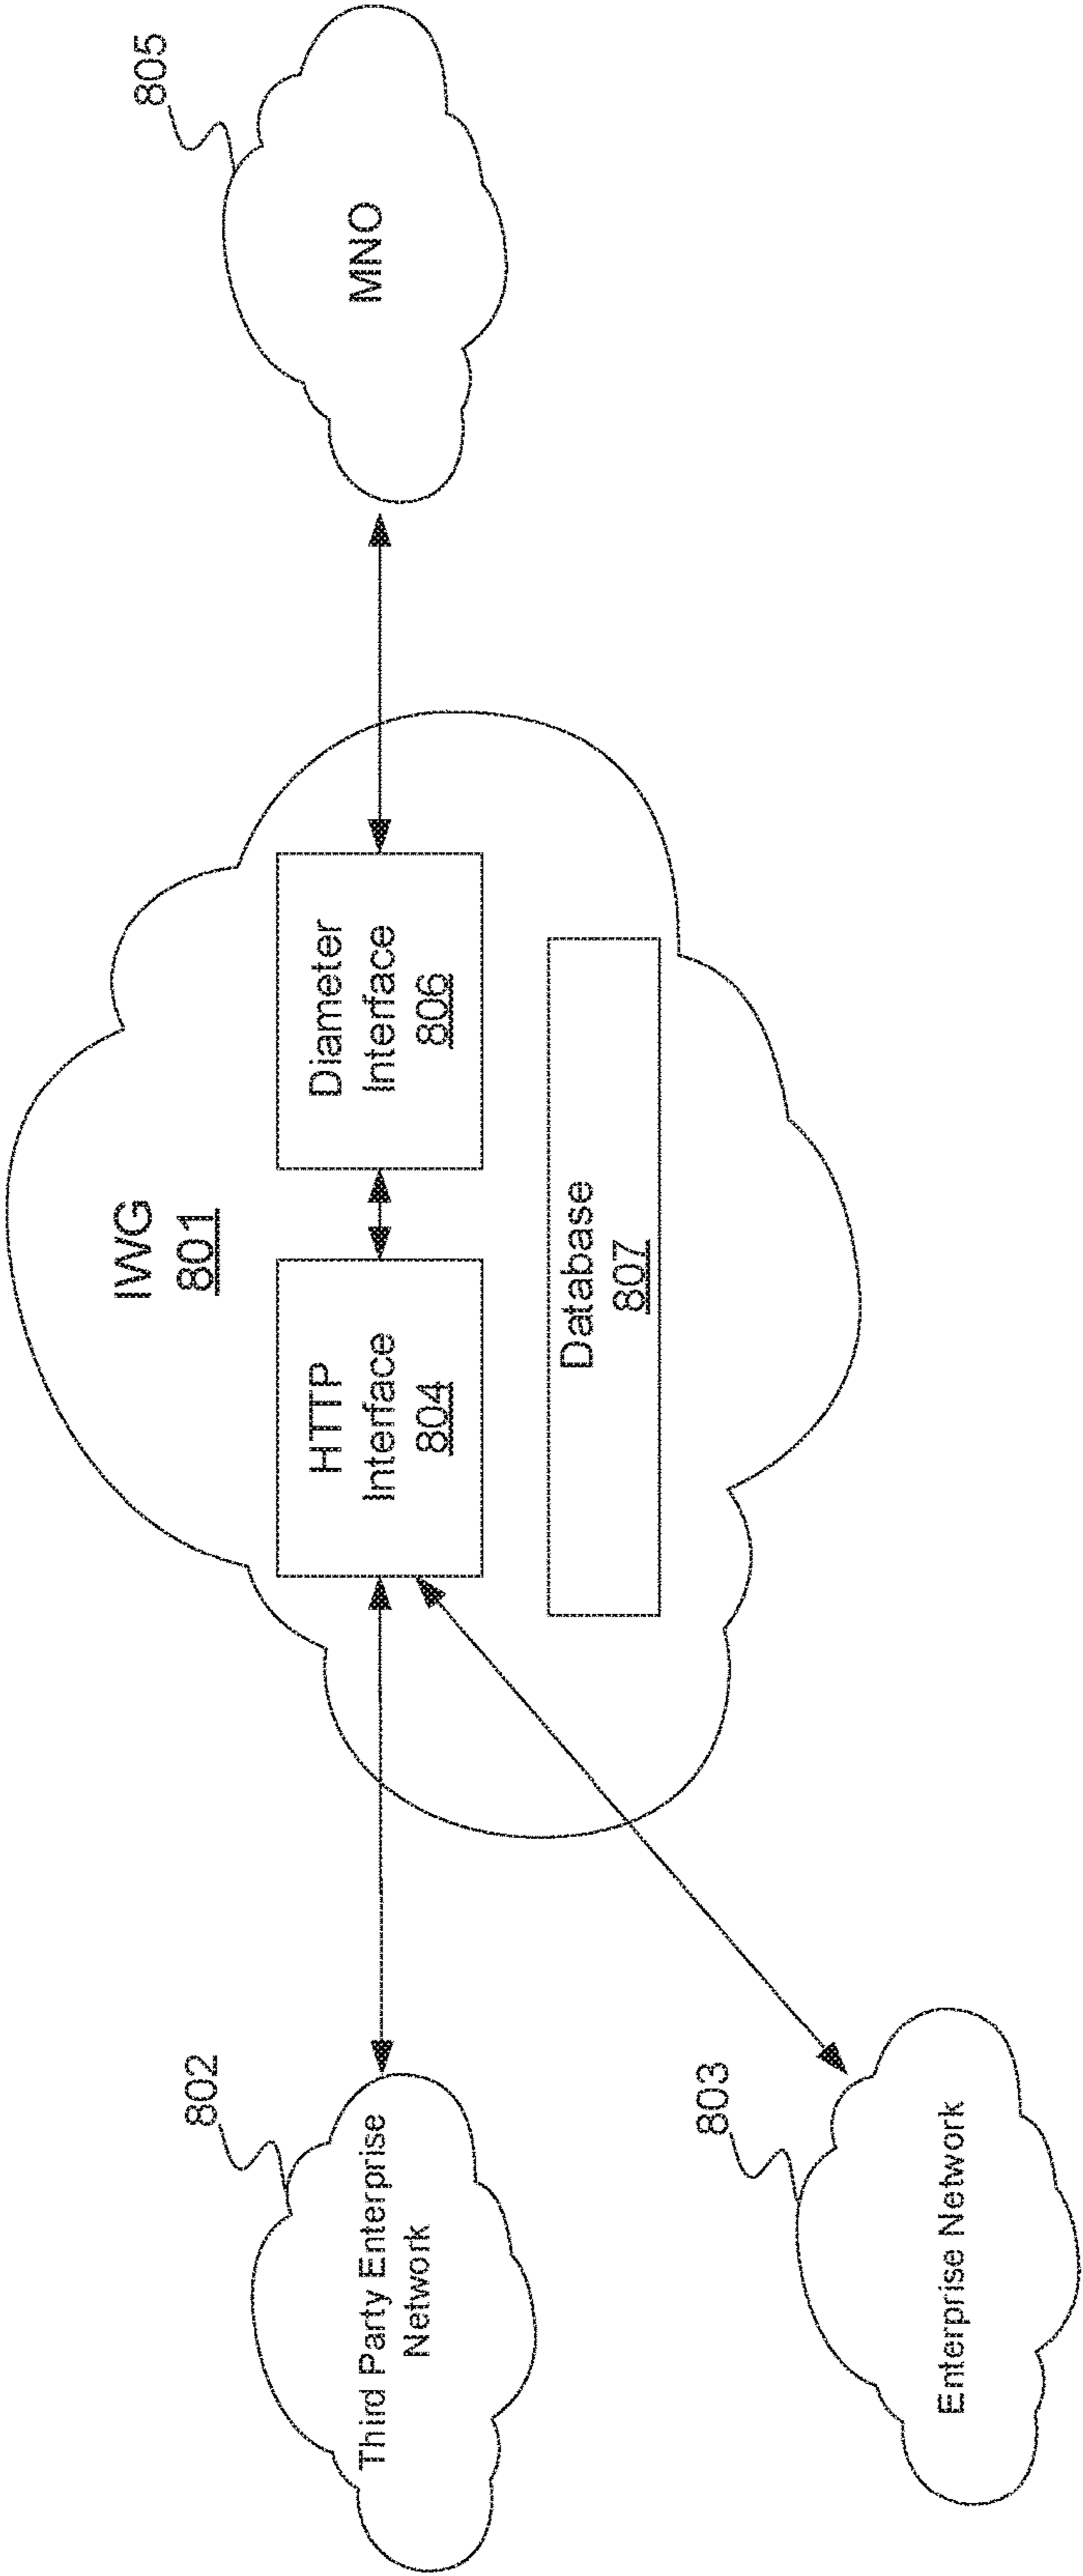 IWG
801
805
MNO
HTTP
Interface
804
Diameter
Interface
806
Database
807
802
Third Party Enterprise
Network
803
Enterprise Network